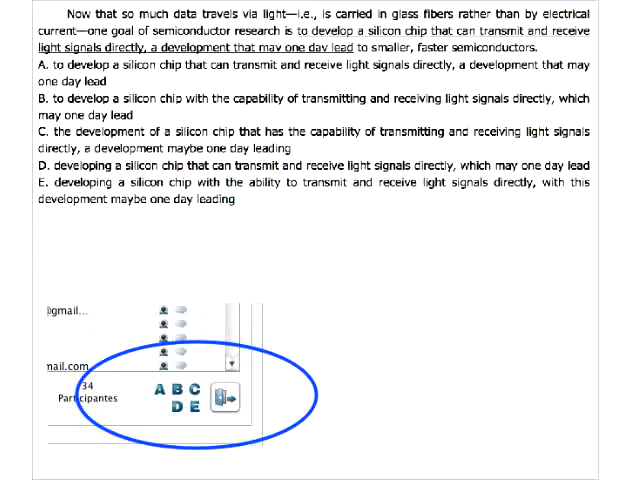 Now that so much data travels via light—i.e., is carried in glass fibers rather than by electrical
current—one goal of semiconductor research is to develop a silicon chip that can transmit and receive
light signals directly, a development that may one day lead to smaller, faster semiconductors.
A. to develop a silicon chip that can transmit and receive light signals directly, a development that may
one day lead
B. to develop a silicon chip with the capability of transmitting and receiving light signals directly, which
may one day lead
C. the development of a silicon chip that has the capability of transmitting and receiving light signals
directly, a development maybe one day leading
D. developing a silicon chip that can transmit and receive light signals directly, which may one day lead
E. developing a silicon chip with the ability to transmit and receive light signals directly, with this
development maybe one day leading
@gmail...
nail.com
34
Participantes
A B C
D E